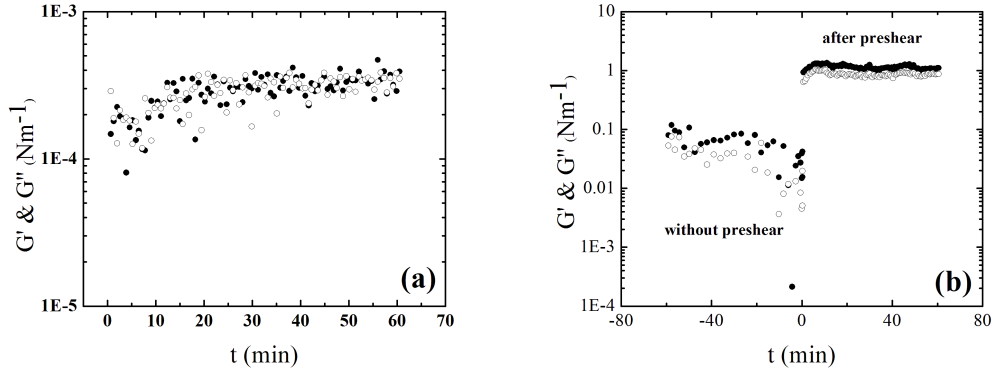 1E-3
1E-4
1E-5
G' & G" (Nm-1)
0 10 20 30 40 50 60 70
t (min)
(a)
10
1
0.1
0.01
1E-3
1E-4
G' & G" (Nm-1)
after preshear
without preshear
-80 -40 0 40 80
t (min)
(b)